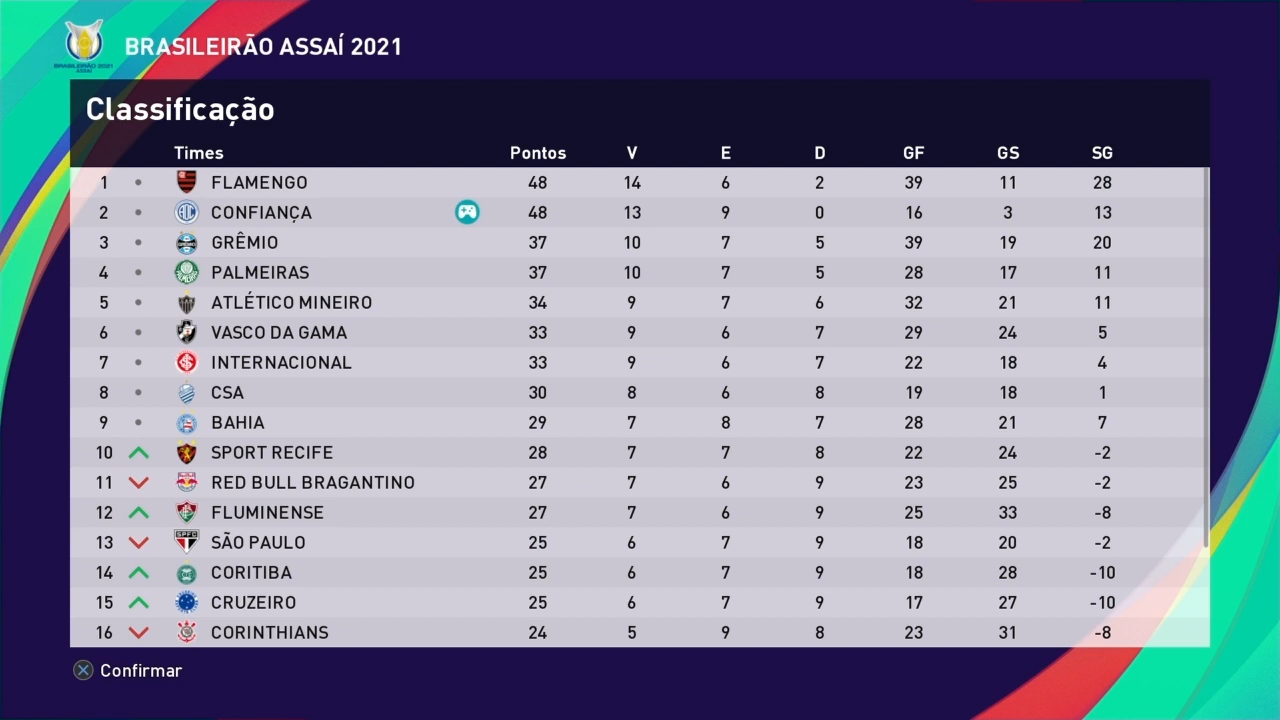 BRASILEIRÃO ASSAÍ 2021
BRASILEIRÃO 2021
ASSAÍ
Classificação
Times Pontos V E D GF GS SG
1 FLAMENGO 48 14 6 2 39 11 28
2 CONFIANÇA 48 13 9 0 16 3 13
3 GRÊMIO 37 10 7 5 39 19 20
4 PALMEIRAS 37 10 7 5 28 17 11
5 ATLÉTICO MINEIRO 34 9 7 6 32 21 11
6 VASCO DA GAMA 33 9 6 7 29 24 5
7 INTERNACIONAL 33 9 6 7 22 18 4
8 CSA 30 8 6 8 19 18 1
9 BAHIA 29 7 8 7 28 21 7
10 SPORT RECIFE 28 7 7 8 22 24 -2
11 RED BULL BRAGANTINO 27 7 6 9 23 25 -2
12 FLUMINENSE 27 7 6 9 25 33 -8
13 SPFC SÃO PAULO 25 6 7 9 18 20 -2
14 CORITIBA 25 6 7 9 18 28 -10
15 CRUZEIRO 25 6 7 9 17 27 -10
16 CORINTHIANS 24 5 9 8 23 31 -8
Confirmar